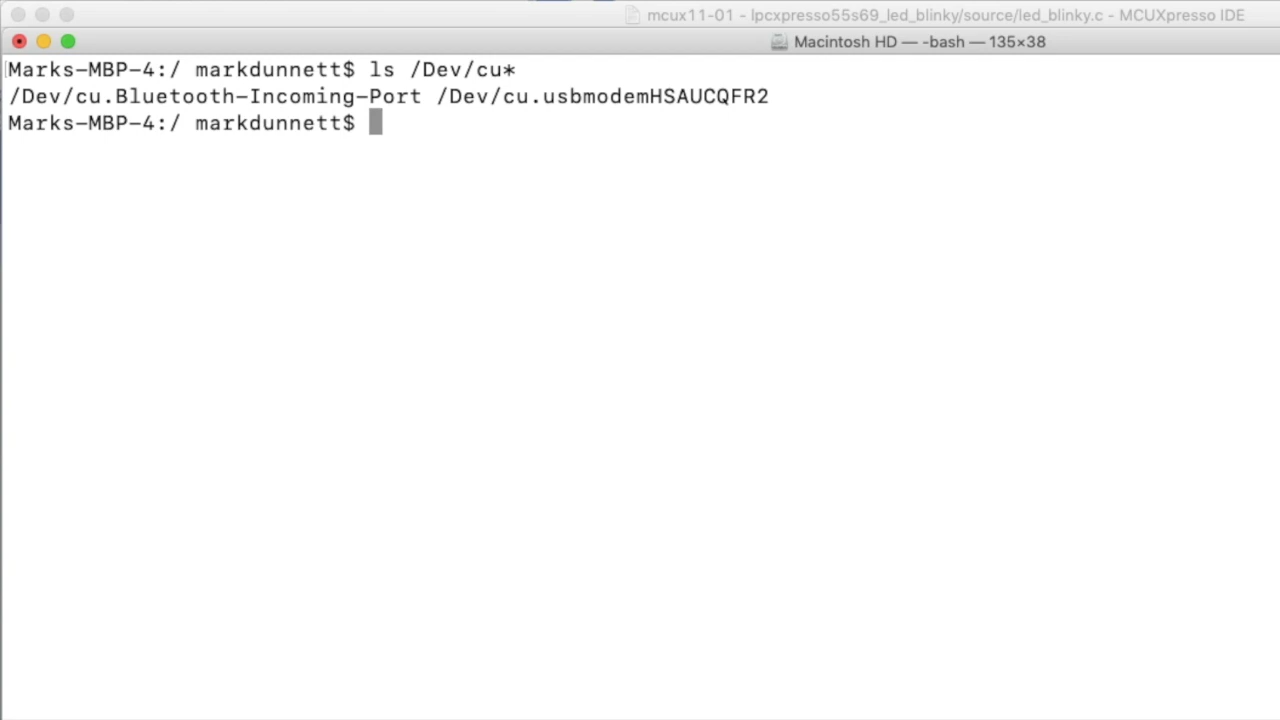 mcux11-01 - lpcxpresso55s69_led_blinky/source/led_blinky.c - MCUXpresso IDE
Macintosh HD — -bash — 135×38
Marks-MBP-4:/ markdunnett$ ls /Dev/cu*
/Dev/cu.Bluetooth-Incoming-Port /Dev/cu.usbmodemHSAUCQFR2
Marks-MBP-4:/ markdunnett$